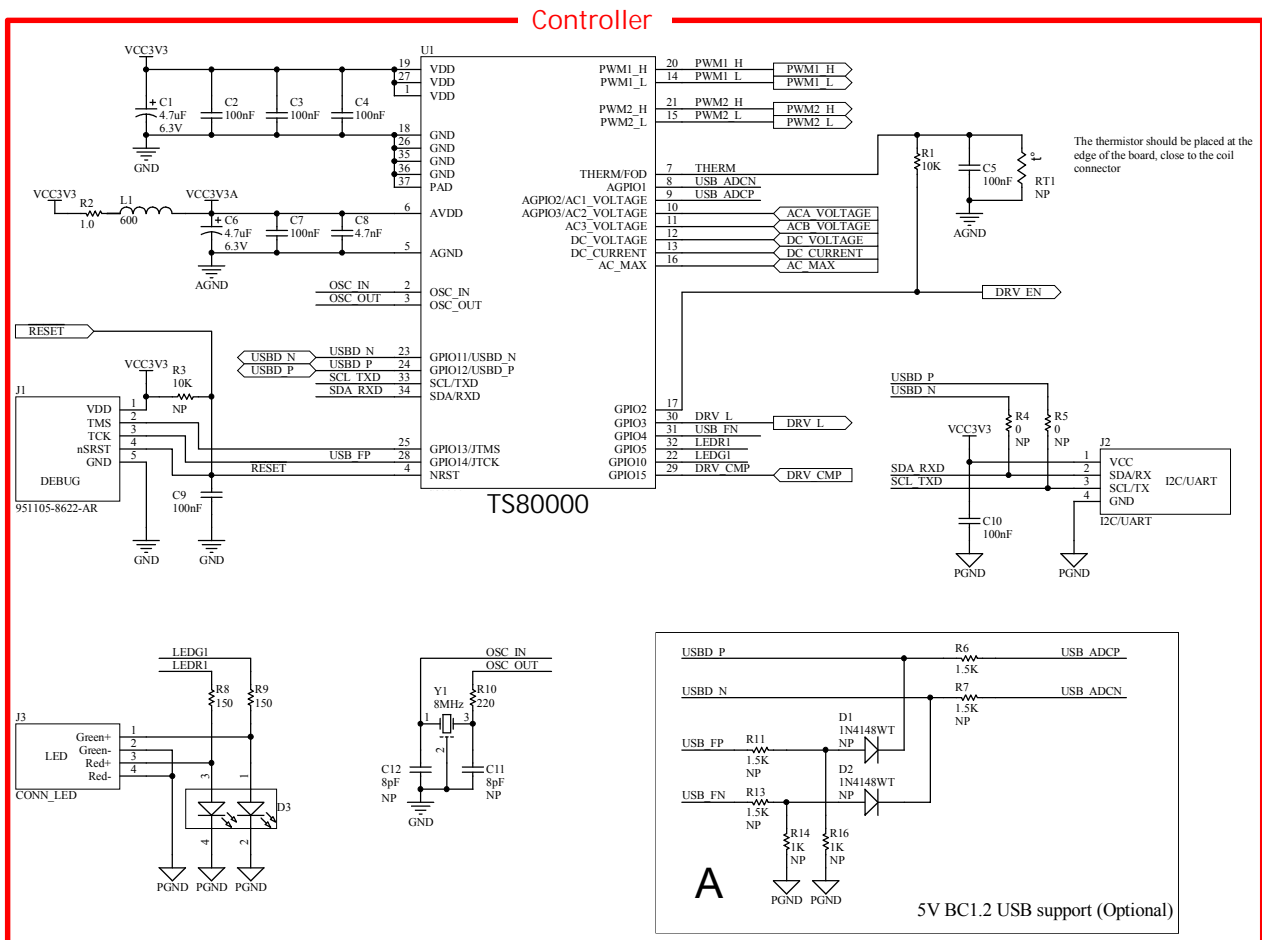 Controller
VCC3V3
C1
4.7uF
6.3V
C2
100nF
C3
100nF
C4
100nF
GND
VCC3V3
R2
1.0
L1
600
VCC3V3A
C6
4.7uF
6.3V
C7
100nF
C8
4.7nF
AGND
U1
19 VDD
27 VDD
1 VDD
18 GND
26 GND
35 GND
36 GND
37 PAD
6 AVDD
5 AGND
OSC_IN 2 OSC_IN
OSC_OUT 3 OSC_OUT
USBD_N USBD_N 23 GPIO11/USBD_N
USBD_P USBD_P 24 GPIO12/USBD_P
SCL_TXD 33 SCL/TXD
SDA_RXD 34 SDA/RXD
25 GPIO13/JTMS
USB_FP 28 GPIO14/JTCK
RESET 4 NRST
TS80000
PWM1_H 20 PWM1_H PWM1_H
PWM1_L 14 PWM1_L PWM1_L
PWM2_H 21 PWM2_H PWM2_H
PWM2_L 15 PWM2_L PWM2_L
THERM/FOD 7 THERM
AGPIO1 8 USB_ADCN
AGPIO2/AC1_VOLTAGE 9 USB_ADCP
AGPIO3/AC2_VOLTAGE 10 ACA_VOLTAGE
AC3_VOLTAGE 11 ACB_VOLTAGE
DC_VOLTAGE 12 DC_VOLTAGE
DC_CURRENT 13 DC_CURRENT
AC_MAX 16 AC_MAX
GPIO2 17
GPIO3 30 DRV_L DRV_L
GPIO4 31 USB_FN
GPIO5 32 LEDR1
GPIO10 22 LEDG1
GPIO15 29 DRV_CMP DRV_CMP
DRV_EN
R1
10K
C5
100nF
t°
RT1
NP
AGND
The thermistor should be placed at the
edge of the board, close to the coil
connector
RESET
VCC3V3
R3
10K
NP
J1
VDD 1
TMS 2
TCK 3
nSRST 4
GND 5
DEBUG
951105-8622-AR
C9
100nF
GND
GND
USBD_P
USBD_N
R4
0
NP
R5
0
NP
VCC3V3
SDA_RXD
SCL_TXD
J2
1 VCC
2 SDA/RX
3 SCL/TX
4 GND
I2C/UART
I2C/UART
C10
100nF
PGND
PGND
LEDG1
LEDR1
R8
150
R9
150
J3
Green+ 1
Green- 2
Red+ 3
Red- 4
LED
CONN_LED
3
1
D3
4
2
PGND
PGND
PGND
OSC_IN
OSC_OUT
Y1
8MHz
R10
220
1
3
2
C12
8pF
NP
C11
8pF
NP
GND
USBD_P
R6
1.5K
USB_ADCP
USBD_N
R7
1.5K
NP
USB_ADCN
D1
1N4148WT
NP
USB_FP
R11
1.5K
NP
D2
1N4148WT
NP
USB_FN
R13
1.5K
NP
R14
1K
NP
R16
1K
NP
PGND
PGND
A
5V BC1.2 USB support (Optional)